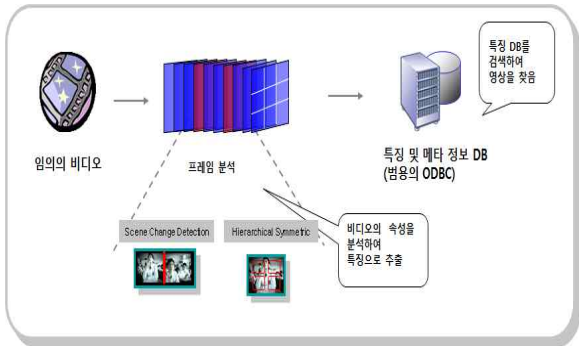 특징 DB를
검색하여
영상을 찾음
임의의 비디오
프레임 분석
특징 및 메타 정보 DB
(범용의 ODBC)
Scene Change Detection
Hierarchical Symmetric
비디오의 속성을
분석하여
특징으로 추출